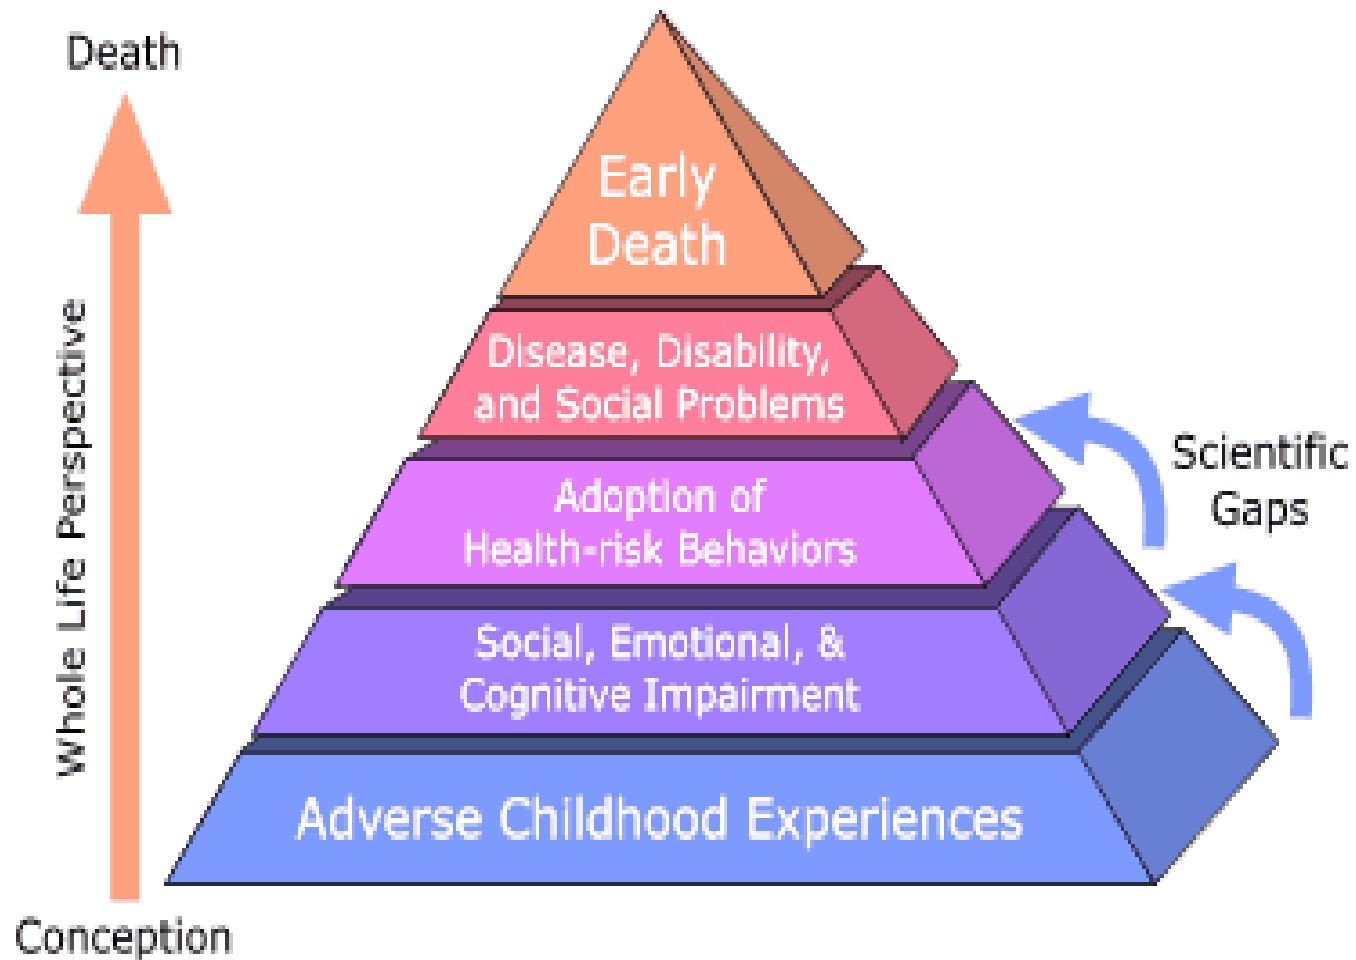 Death
Whole Life Perspective
Conception
Early
Death
Disease, Disability,
and Social Problems
Adoption of
Health-risk Behaviors
Social, Emotional, &
Cognitive Impairment
Adverse Childhood Experiences
Scientific
Gaps